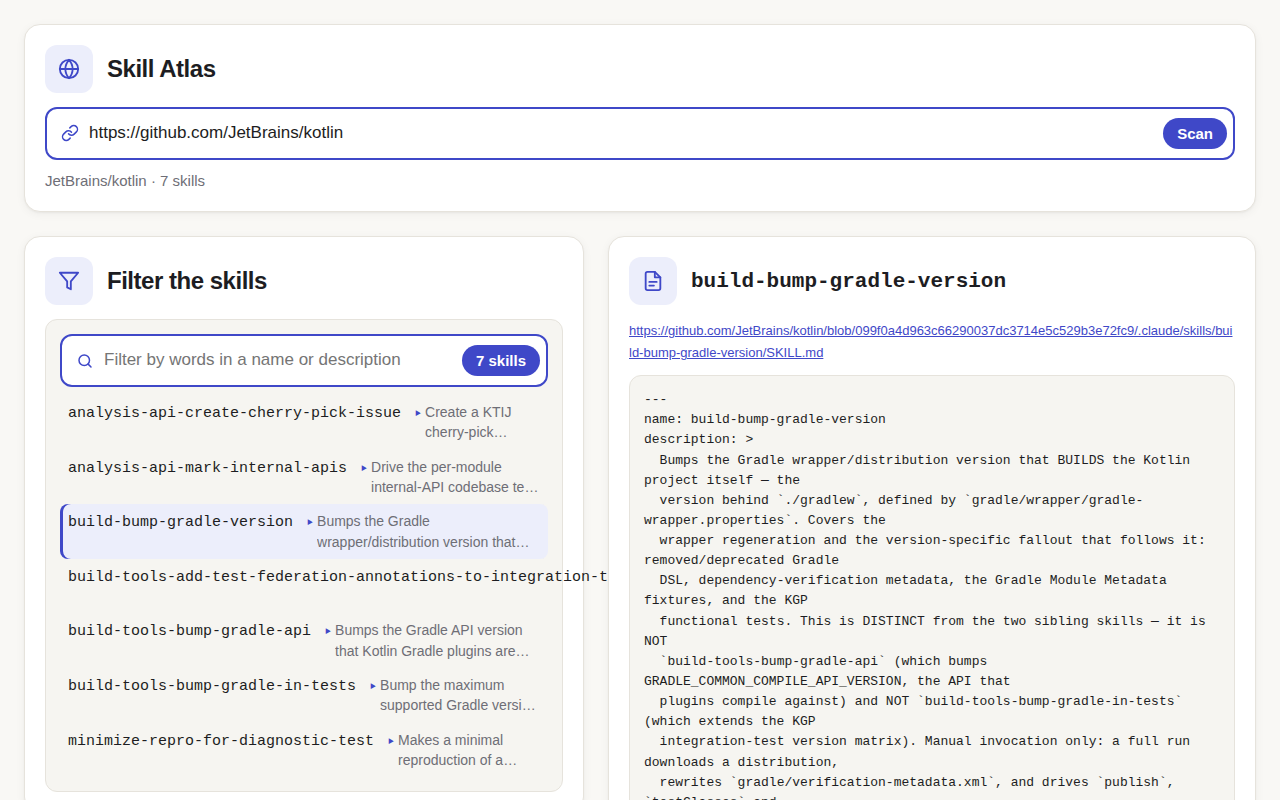 Skill Atlas
https://github.com/JetBrains/kotlin
Scan
JetBrains/kotlin · 7 skills
Filter the skills
Filter by words in a name or description
7 skills
analysis-api-create-cherry-pick-issue
▸ Create a KTIJ
cherry-pick…
analysis-api-mark-internal-apis
▸ Drive the per-module
internal-API codebase te…
build-bump-gradle-version
▸ Bumps the Gradle
wrapper/distribution version that…
build-tools-add-test-federation-annotations-to-integration-t
build-tools-bump-gradle-api
▸ Bumps the Gradle API version
that Kotlin Gradle plugins are…
build-tools-bump-gradle-in-tests
▸ Bump the maximum
supported Gradle versi…
minimize-repro-for-diagnostic-test
▸ Makes a minimal
reproduction of a…
build-bump-gradle-version
https://github.com/JetBrains/kotlin/blob/099f0a4d963c66290037dc3714e5c529b3e72fc9/.claude/skills/bui
ld-bump-gradle-version/SKILL.md
---
name: build-bump-gradle-version
description: >
  Bumps the Gradle wrapper/distribution version that BUILDS the Kotlin
project itself — the
  version behind `./gradlew`, defined by `gradle/wrapper/gradle-
wrapper.properties`. Covers the
  wrapper regeneration and the version-specific fallout that follows it:
removed/deprecated Gradle
  DSL, dependency-verification metadata, the Gradle Module Metadata
fixtures, and the KGP
  functional tests. This is DISTINCT from the two sibling skills — it is
NOT
  `build-tools-bump-gradle-api` (which bumps
GRADLE_COMMON_COMPILE_API_VERSION, the API that
  plugins compile against) and NOT `build-tools-bump-gradle-in-tests`
(which extends the KGP
  integration-test version matrix). Manual invocation only: a full run
downloads a distribution,
  rewrites `gradle/verification-metadata.xml`, and drives `publish`,
`testClasses` and